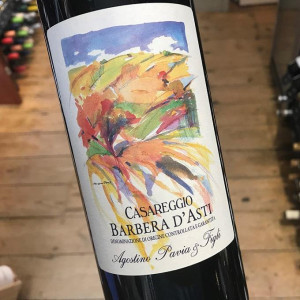 CASAREGGIO
BARBERA D'ASTI
DENOMINAZIONE DI ORIGINE CONTROLLATA E GARANTITA
Agostino Pavia & Figli